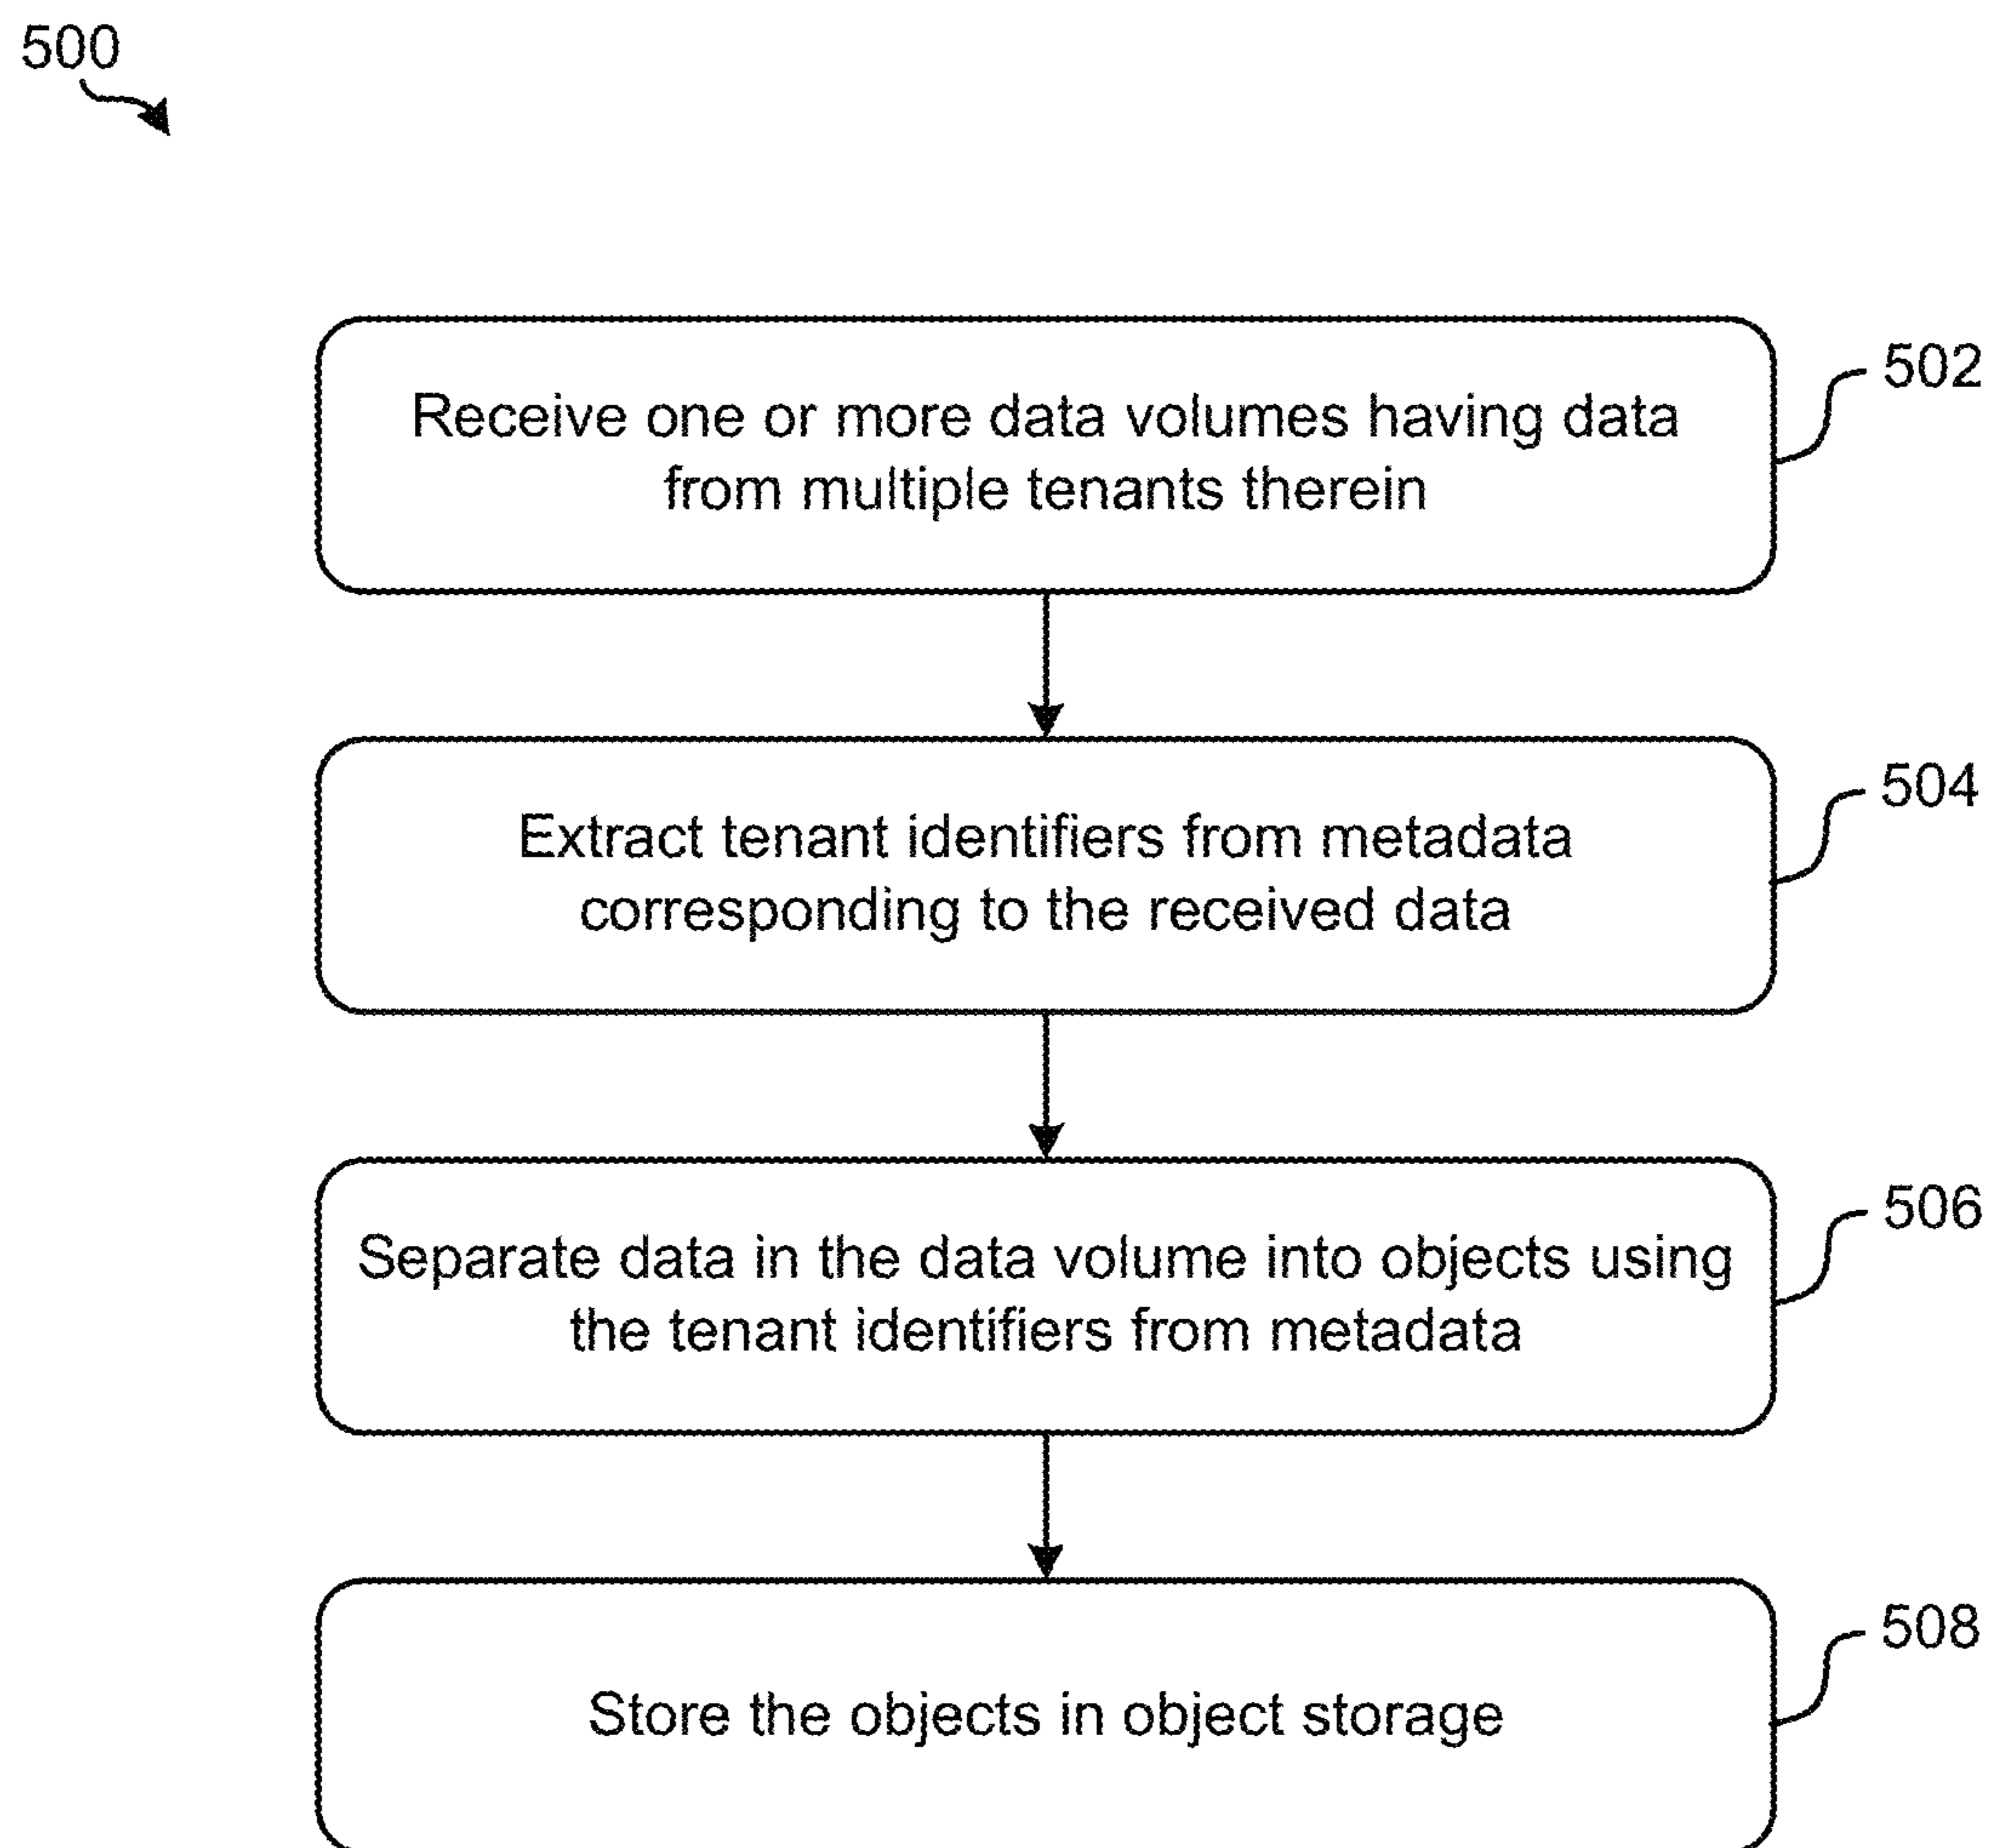 500
Receive one or more data volumes having data
from multiple tenants therein
502
Extract tenant identifiers from metadata
corresponding to the received data
504
Separate data in the data volume into objects using
the tenant identifiers from metadata
506
Store the objects in object storage
508